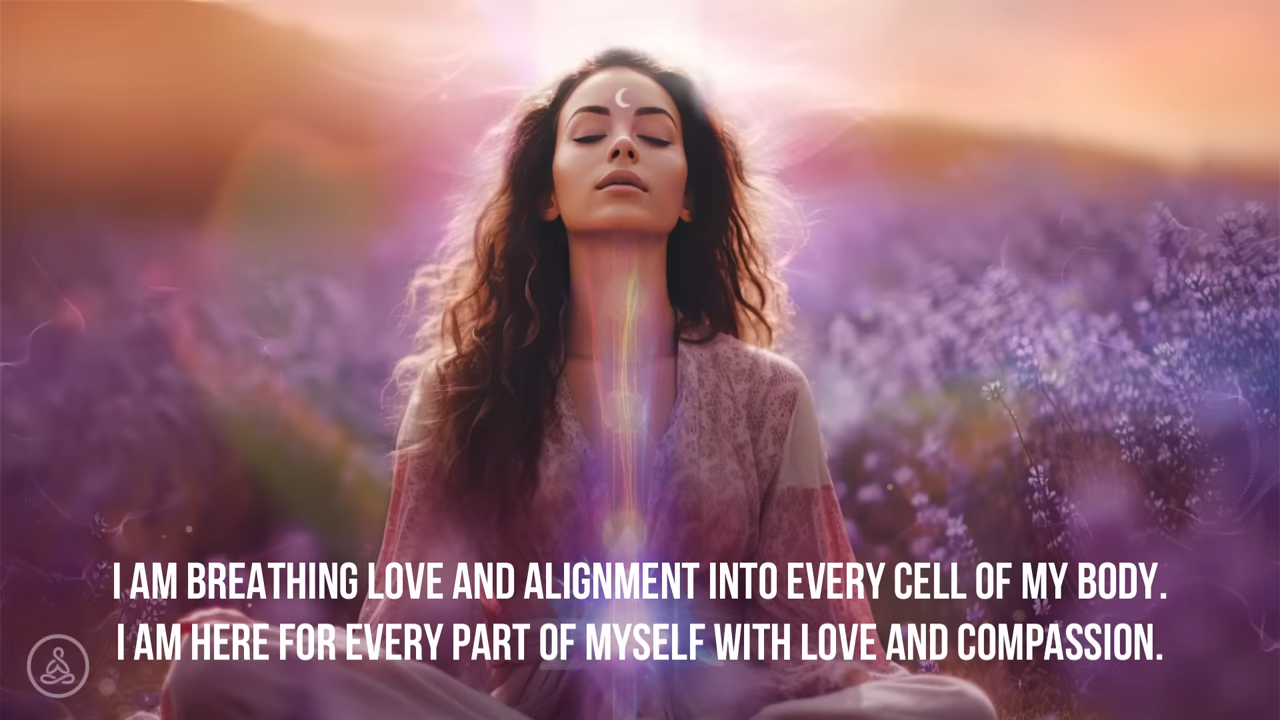 I AM BREATHING LOVE AND ALIGNMENT INTO EVERY CELL OF MY BODY.
I AM HERE FOR EVERY PART OF MYSELF WITH LOVE AND COMPASSION.